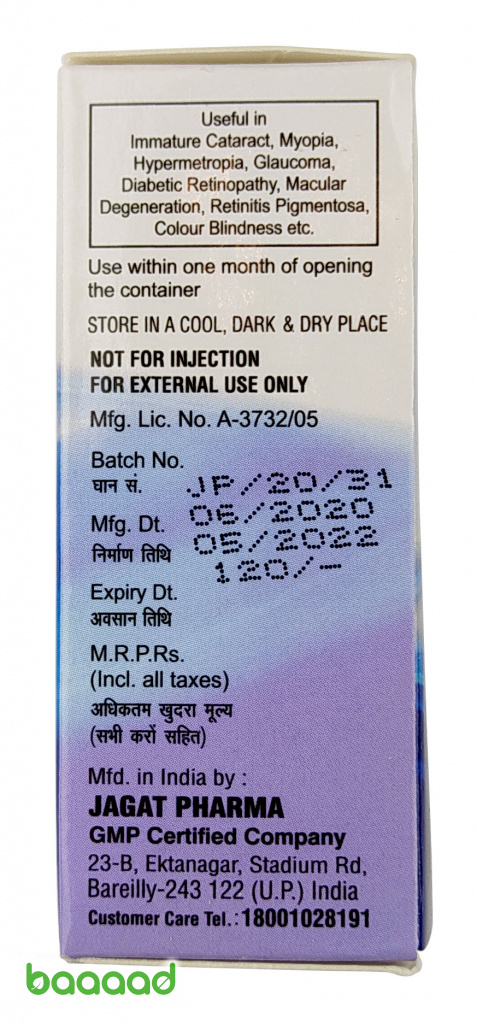 Useful in
Immature Cataract, Myopia,
Hypermetropia, Glaucoma,
Diabetic Retinopathy, Macular
Degeneration, Retinitis Pigmentosa,
Colour Blindness etc.
Use within one month of opening
the container
STORE IN A COOL, DARK & DRY PLACE
NOT FOR INJECTION
FOR EXTERNAL USE ONLY
Mfg. Lic. No. A-3732/05
Batch No.
घान सं.
JP/20/31
Mfg. Dt.
06/2020
निर्माण तिथि
05/2022
120/-
Expiry Dt.
अवसान तिथि
M.R.P.Rs.
(Incl. all taxes)
अधिकतम खुदरा मूल्य
(सभी करों सहित)
Mfd. in India by :
JAGAT PHARMA
GMP Certified Company
23-B, Ektanagar, Stadium Rd,
Bareilly-243 122 (U.P.) India
Customer Care Tel.: 18001028191
baaaad